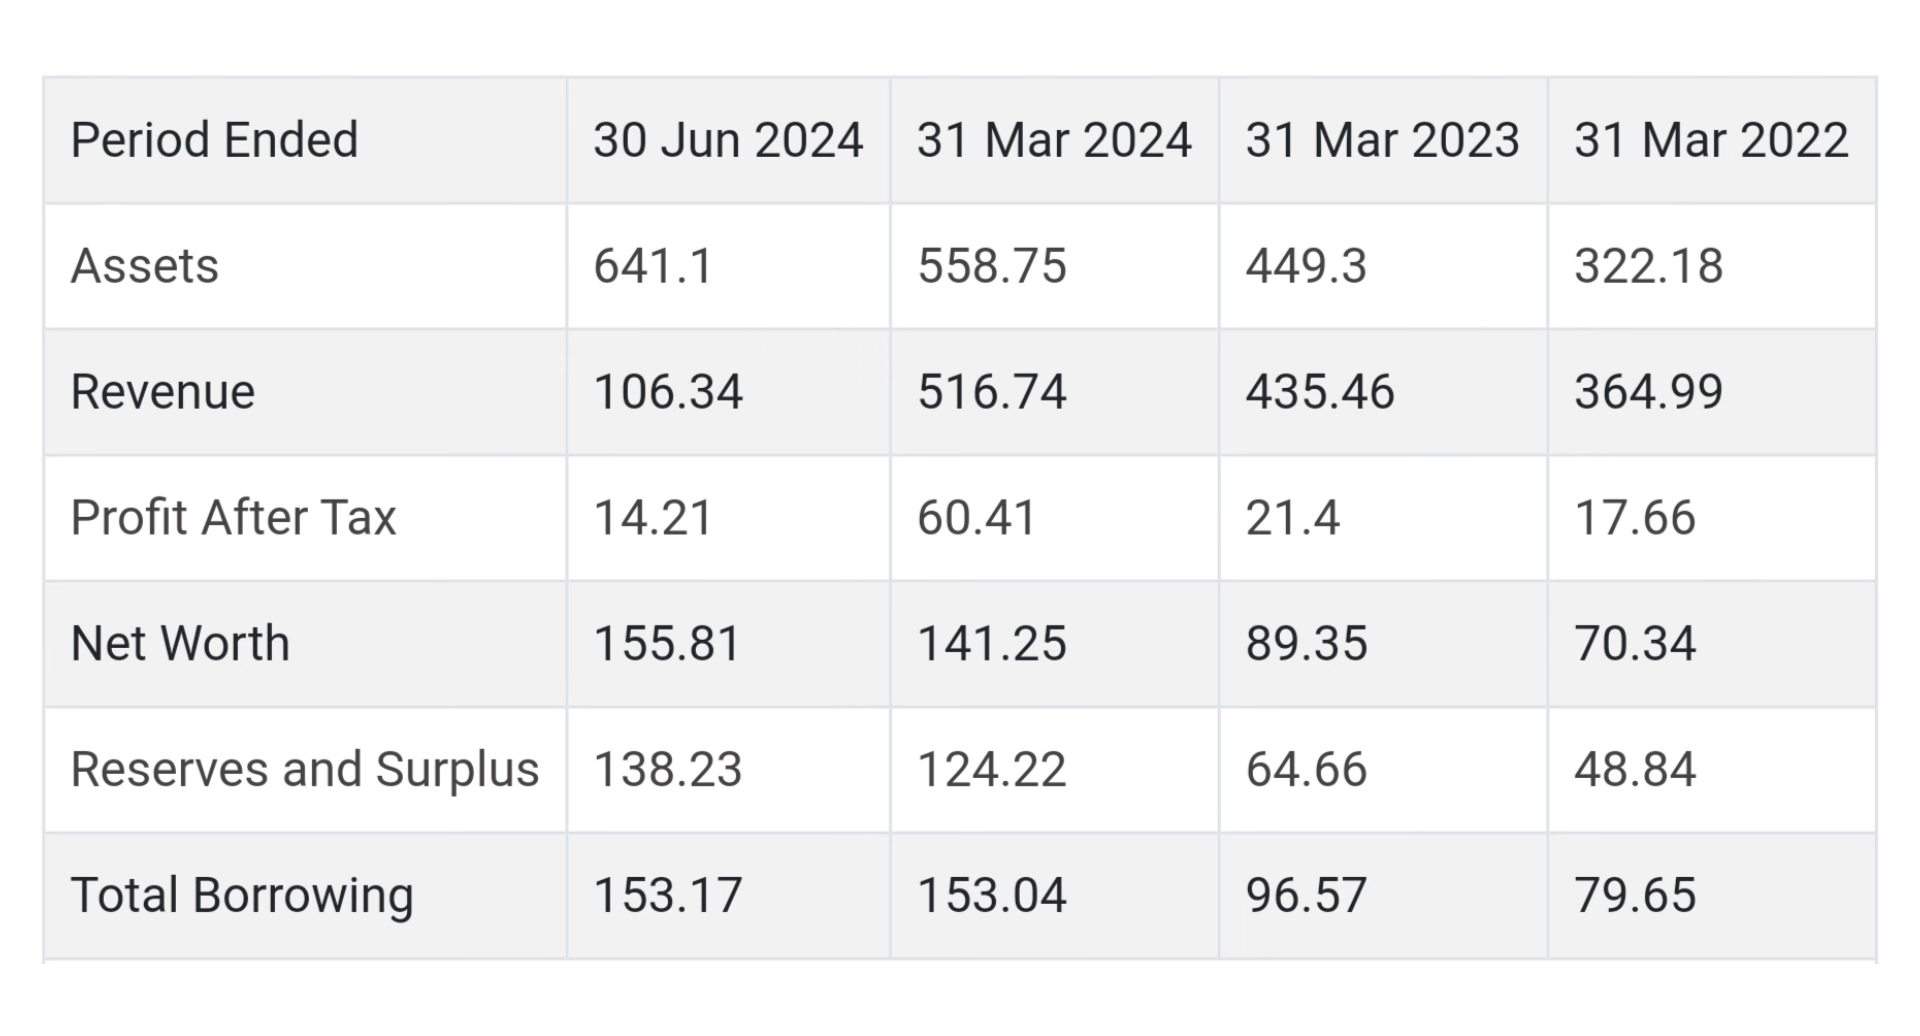 Period Ended 30 Jun 2024 31 Mar 2024 31 Mar 2023 31 Mar 2022
Assets 641.1 558.75 449.3 322.18
Revenue 106.34 516.74 435.46 364.99
Profit After Tax 14.21 60.41 21.4 17.66
Net Worth 155.81 141.25 89.35 70.34
Reserves and Surplus 138.23 124.22 64.66 48.84
Total Borrowing 153.17 153.04 96.57 79.65